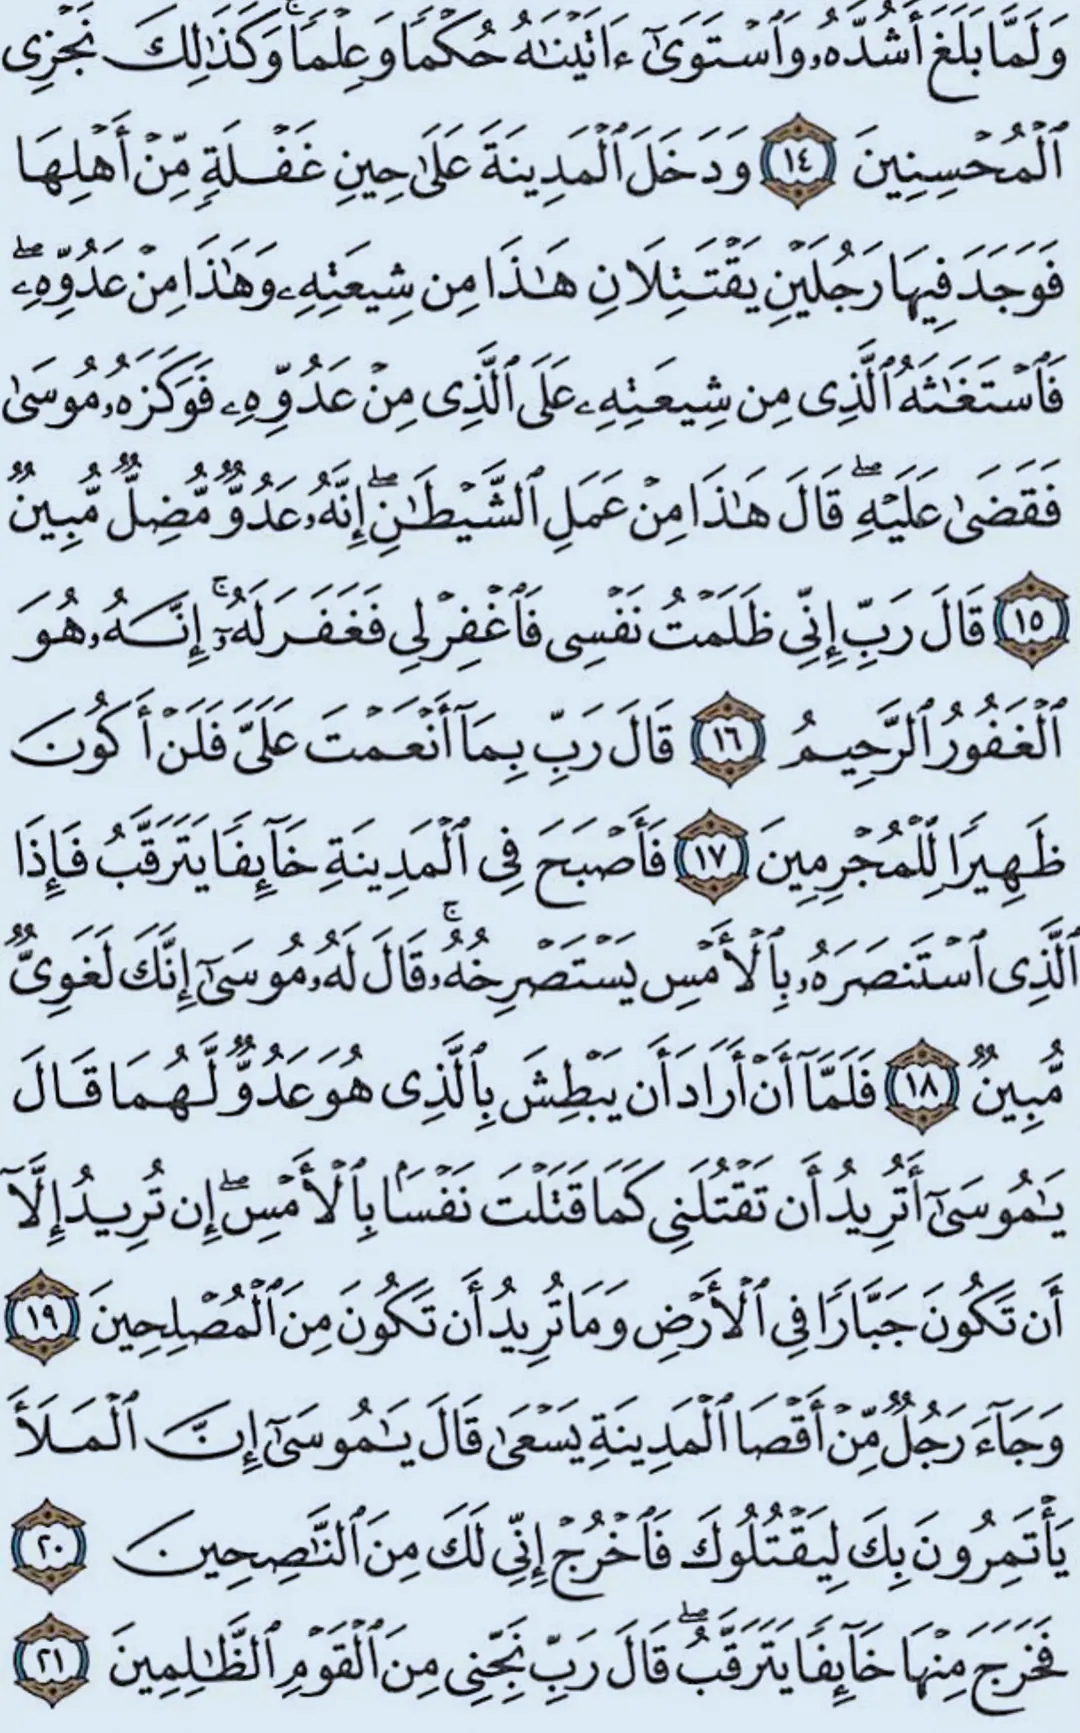 وَلَمَّا بَلَغَ أَشُدَّهُۥ وَٱسْتَوَىٰٓ ءَاتَيْنَٰهُ حُكْمًا وَعِلْمًا ۚ وَكَذَٰلِكَ نَجْزِى
ٱلْمُحْسِنِينَ ١٤ وَدَخَلَ ٱلْمَدِينَةَ عَلَىٰ حِينِ غَفْلَةٍ مِّنْ أَهْلِهَا
فَوَجَدَ فِيهَا رَجُلَيْنِ يَقْتَتِلَانِ هَٰذَا مِن شِيعَتِهِۦ وَهَٰذَا مِنْ عَدُوِّهِۦ ۖ
فَٱسْتَغَٰثَهُ ٱلَّذِى مِن شِيعَتِهِۦ عَلَى ٱلَّذِى مِنْ عَدُوِّهِۦ فَوَكَزَهُۥ مُوسَىٰ
فَقَضَىٰ عَلَيْهِ ۖ قَالَ هَٰذَا مِنْ عَمَلِ ٱلشَّيْطَٰنِ ۖ إِنَّهُۥ عَدُوٌّ مُّضِلٌّ مُّبِينٌ
١٥ قَالَ رَبِّ إِنِّى ظَلَمْتُ نَفْسِى فَٱغْفِرْ لِى فَغَفَرَ لَهُۥٓ ۚ إِنَّهُۥ هُوَ
ٱلْغَفُورُ ٱلرَّحِيمُ ١٦ قَالَ رَبِّ بِمَآ أَنْعَمْتَ عَلَىَّ فَلَنْ أَكُونَ
ظَهِيرًا لِّلْمُجْرِمِينَ ١٧ فَأَصْبَحَ فِى ٱلْمَدِينَةِ خَآئِفًا يَتَرَقَّبُ فَإِذَا
ٱلَّذِى ٱسْتَنصَرَهُۥ بِٱلْأَمْسِ يَسْتَصْرِخُهُۥ ۚ قَالَ لَهُۥ مُوسَىٰٓ إِنَّكَ لَغَوِىٌّ
مُّبِينٌ ١٨ فَلَمَّآ أَنْ أَرَادَ أَن يَبْطِشَ بِٱلَّذِى هُوَ عَدُوٌّ لَّهُمَا قَالَ
يَٰمُوسَىٰٓ أَتُرِيدُ أَن تَقْتُلَنِى كَمَا قَتَلْتَ نَفْسًۢا بِٱلْأَمْسِ ۖ إِن تُرِيدُ إِلَّآ
أَن تَكُونَ جَبَّارًا فِى ٱلْأَرْضِ وَمَا تُرِيدُ أَن تَكُونَ مِنَ ٱلْمُصْلِحِينَ ١٩
وَجَآءَ رَجُلٌ مِّنْ أَقْصَا ٱلْمَدِينَةِ يَسْعَىٰ قَالَ يَٰمُوسَىٰٓ إِنَّ ٱلْمَلَأَ
يَأْتَمِرُونَ بِكَ لِيَقْتُلُوكَ فَٱخْرُجْ إِنِّى لَكَ مِنَ ٱلنَّٰصِحِينَ ٢٠
فَخَرَجَ مِنْهَا خَآئِفًا يَتَرَقَّبُ ۖ قَالَ رَبِّ نَجِّنِى مِنَ ٱلْقَوْمِ ٱلظَّٰلِمِينَ ٢١